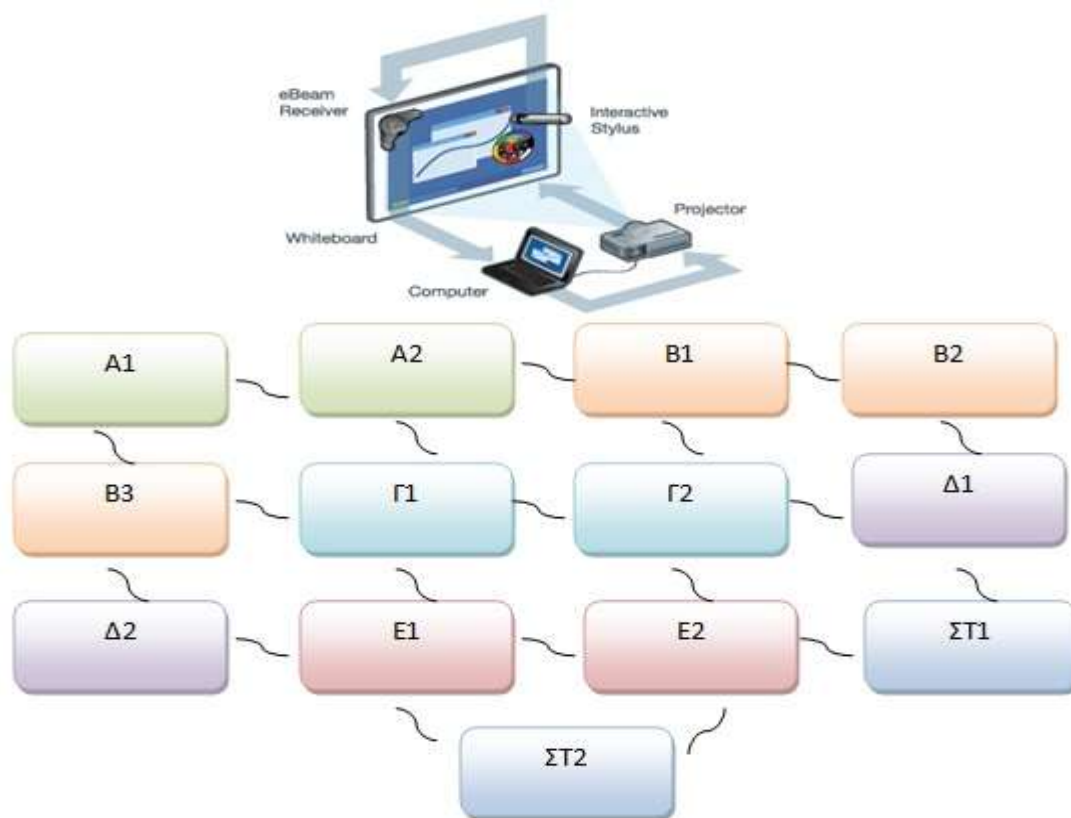 eBeam
Receiver
Interactive
Stylus
Projector
Whiteboard
Computer
Α1
Α2
Β1
Β2
Β3
Γ1
Γ2
Δ1
Δ2
Ε1
Ε2
ΣΤ1
ΣΤ2